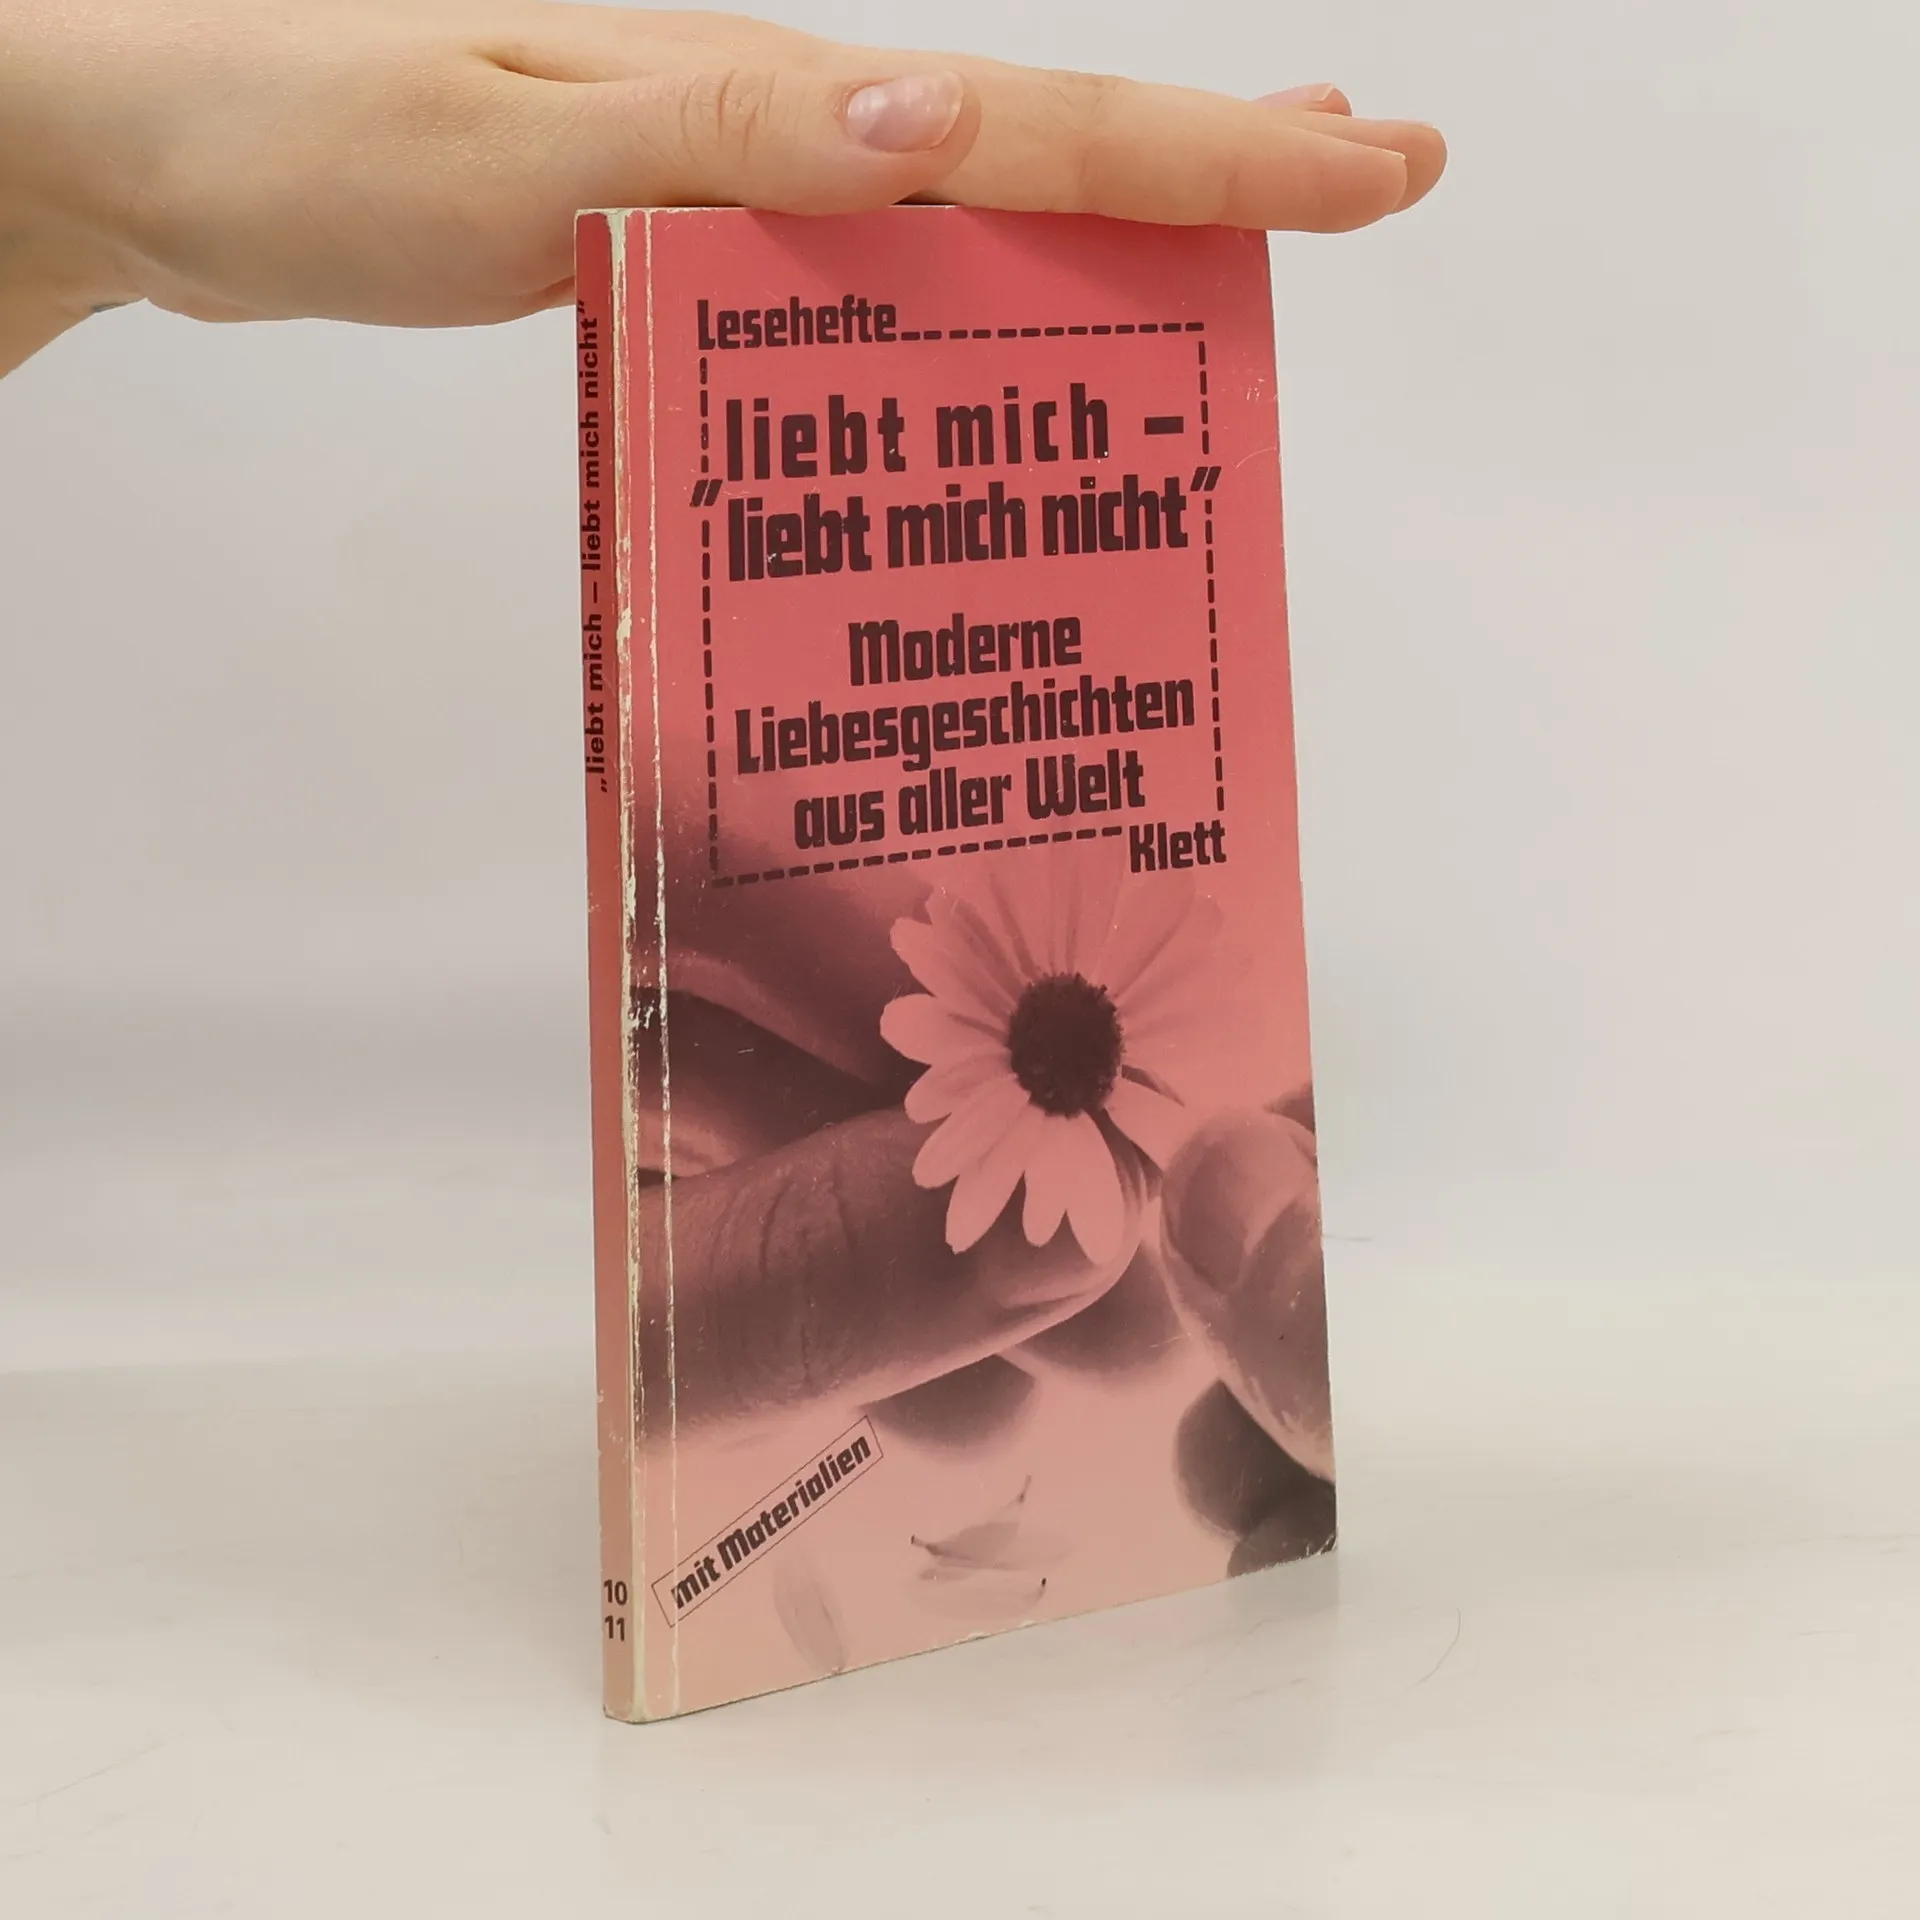 Lesehefte
liebt mich –
"liebt mich nicht"
Moderne
Liebesgeschichten
aus aller Welt
Klett
mit Materialien
„liebt mich – liebt mich nicht"
10
11